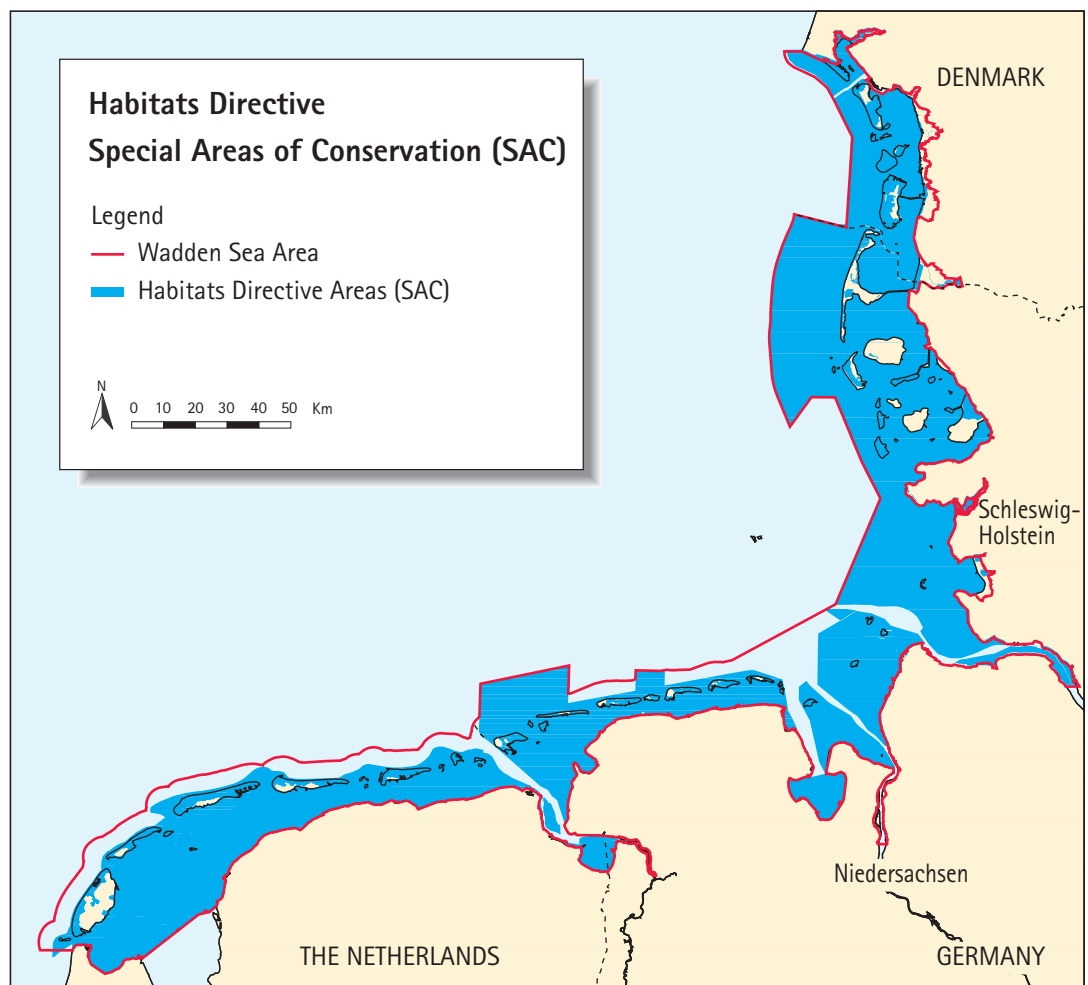 Habitats Directive
Special Areas of Conservation (SAC)
Legend
Wadden Sea Area
Habitats Directive Areas (SAC)
N
0 10 20 30 40 50 Km
DENMARK
Schleswig-
Holstein
Niedersachsen
THE NETHERLANDS
GERMANY